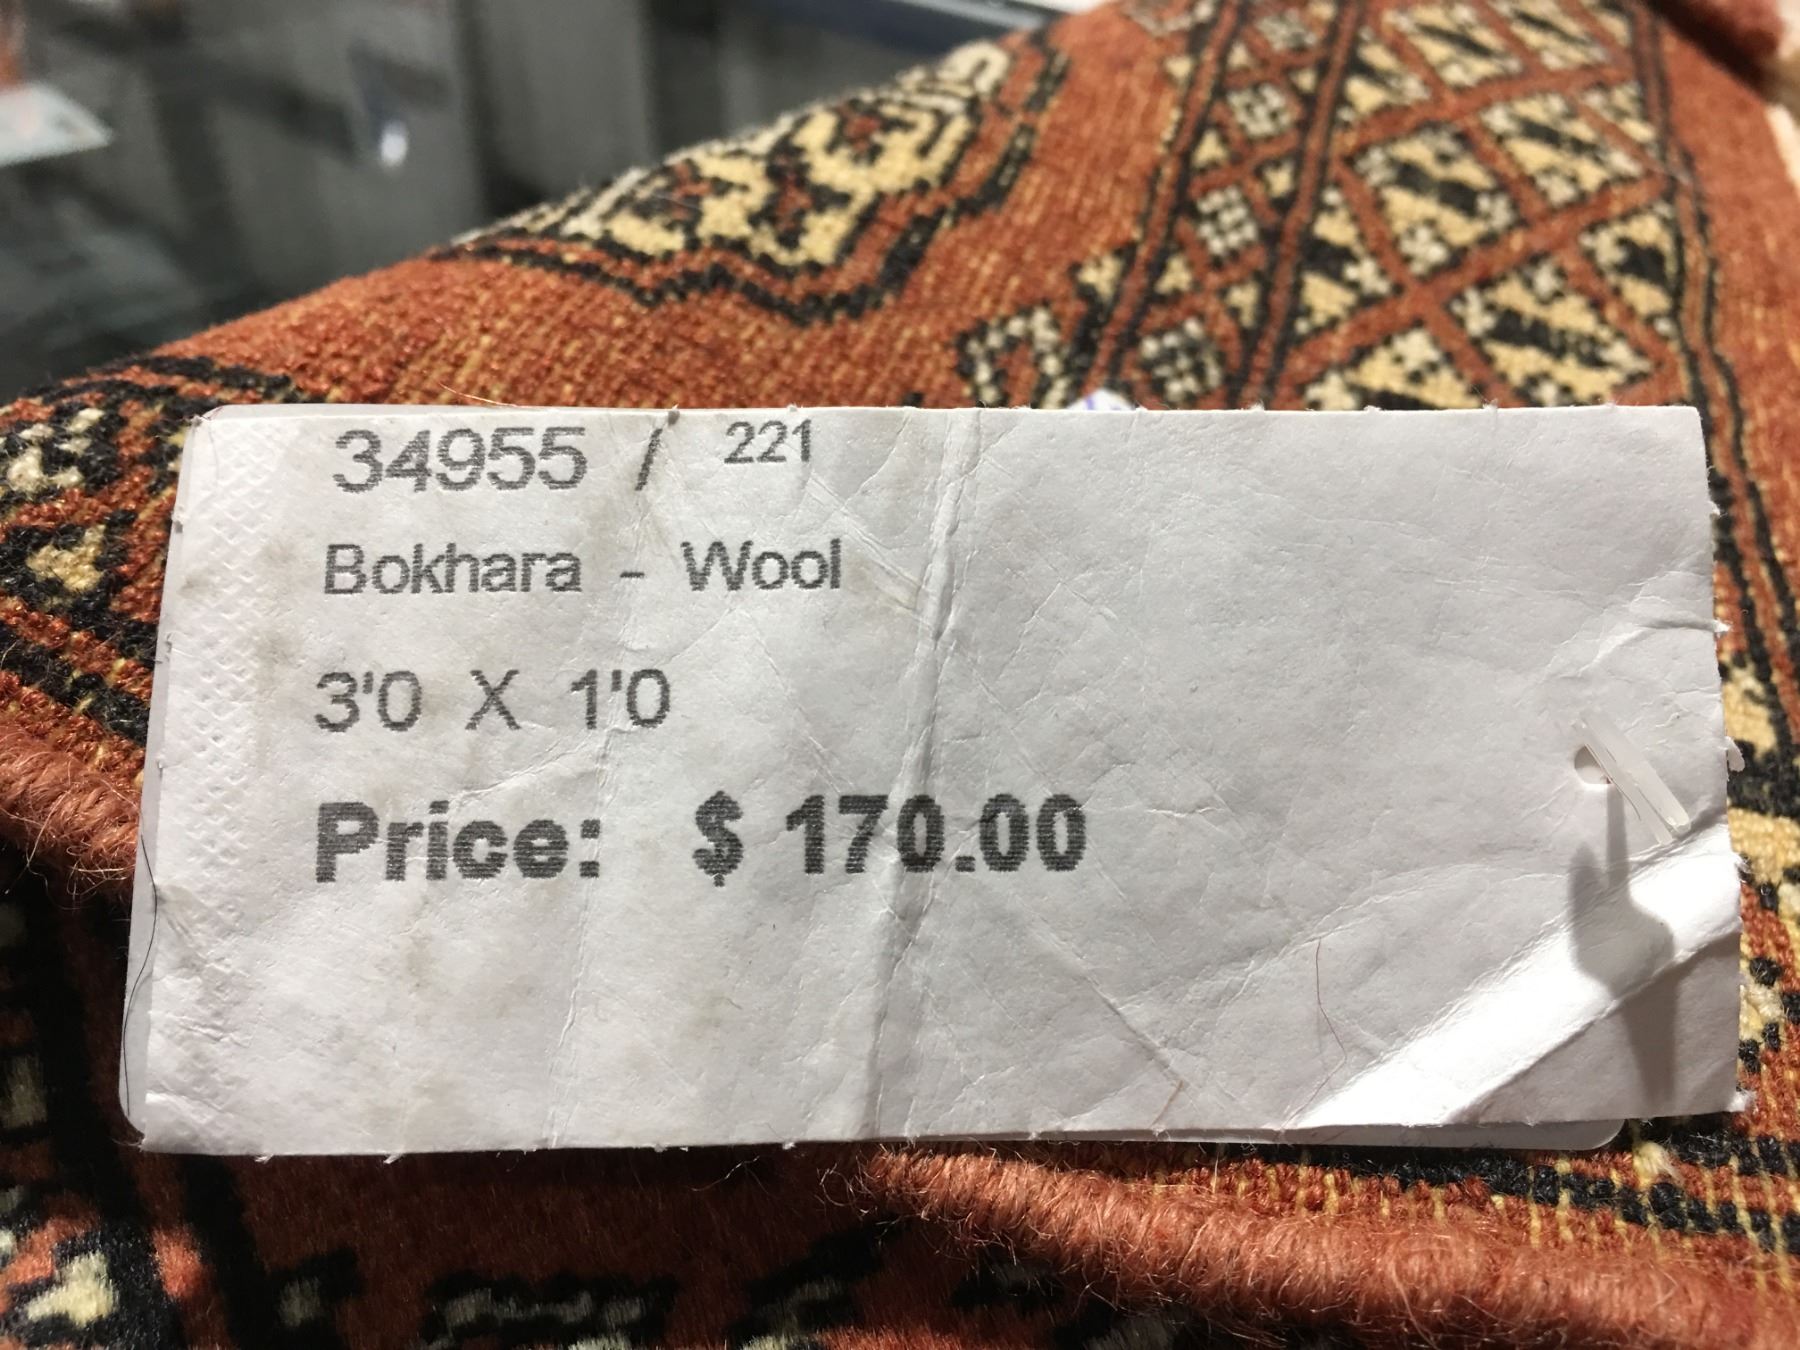 34955 / 221
Bokhara - Wool
3'0 X 1'0
Price: $ 170.00